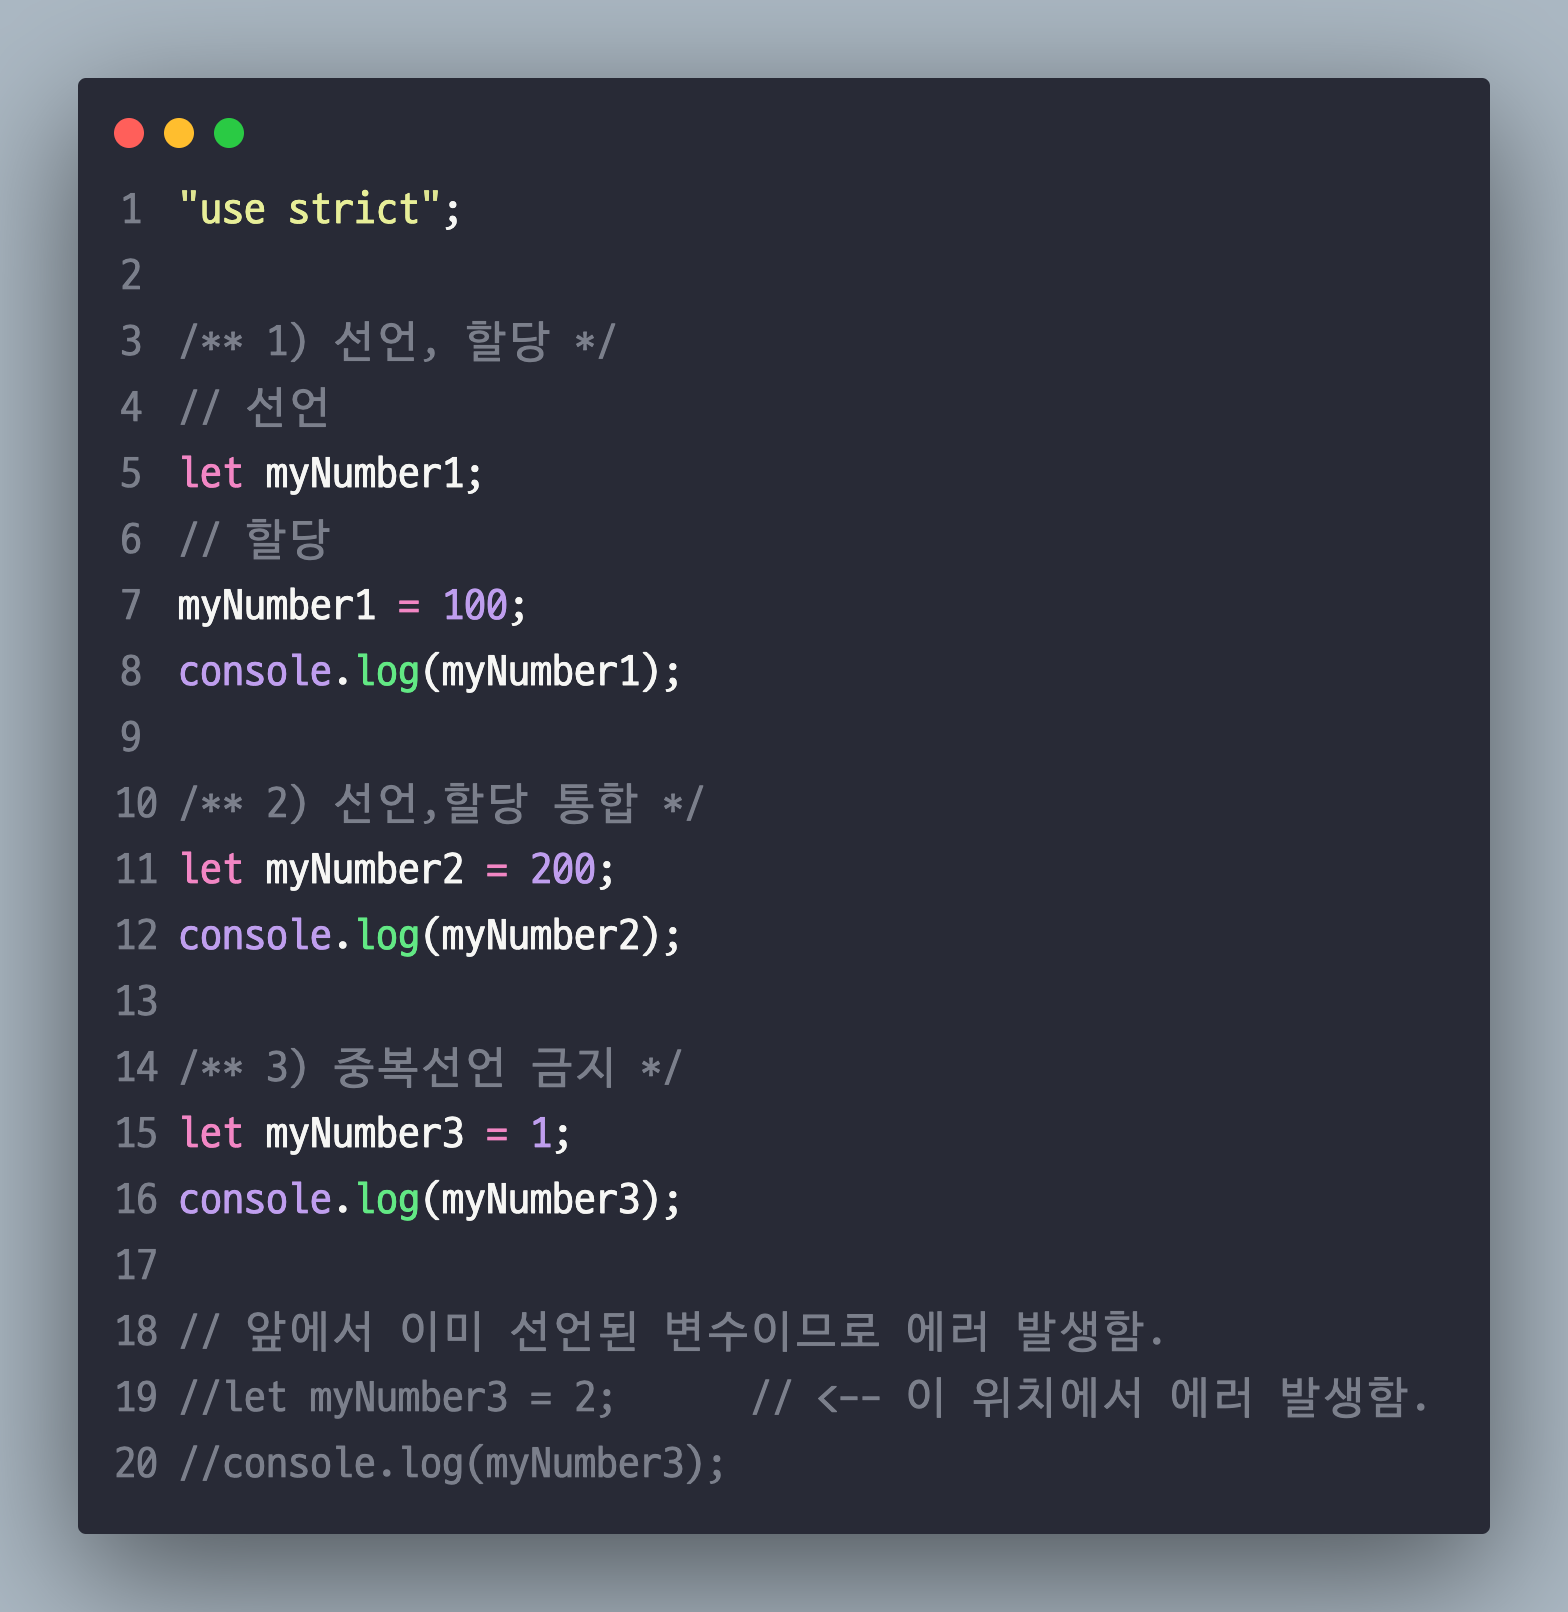 1 "use strict";
2
3 /** 1) 선언, 할당 */
4 // 선언
5 let myNumber1;
6 // 할당
7 myNumber1 = 100;
8 console.log(myNumber1);
9
10 /** 2) 선언,할당 통합 */
11 let myNumber2 = 200;
12 console.log(myNumber2);
13
14 /** 3) 중복선언 금지 */
15 let myNumber3 = 1;
16 console.log(myNumber3);
17
18 // 앞에서 이미 선언된 변수이므로 에러 발생함.
19 //let myNumber3 = 2;      // <-- 이 위치에서 에러 발생함.
20 //console.log(myNumber3);